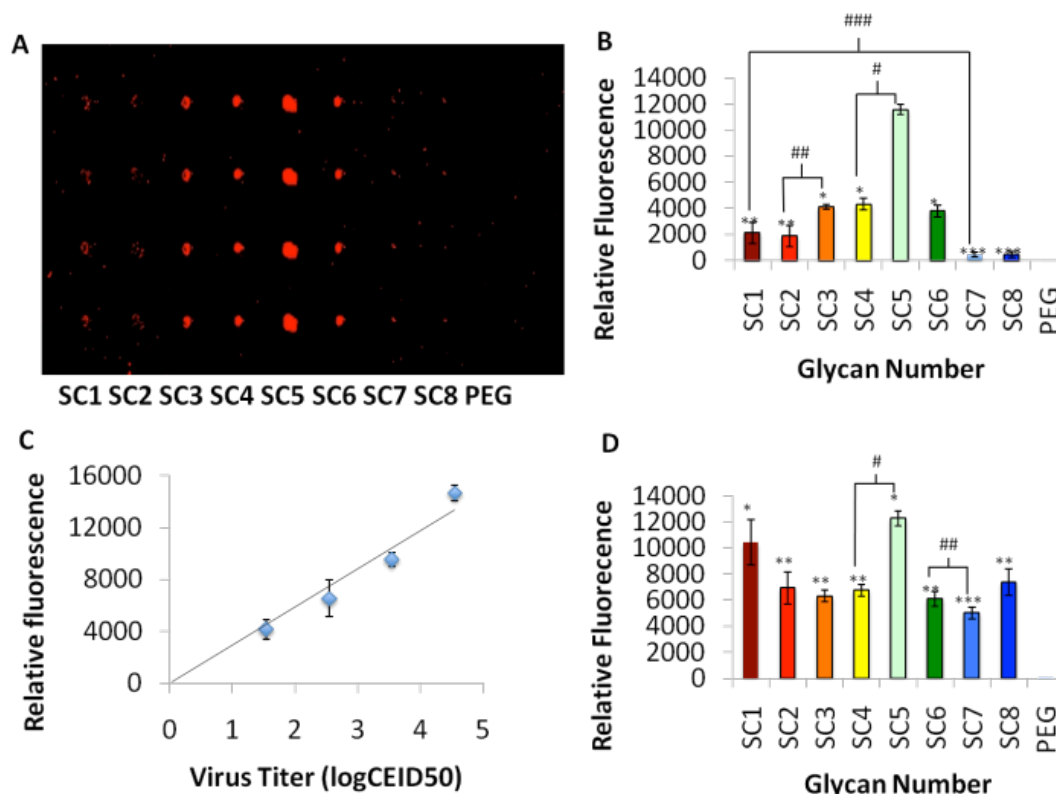 A
SC1 SC2 SC3 SC4 SC5 SC6 SC7 SC8 PEG
B
###
#
##
14000
12000
10000
8000
6000
4000
2000
0
** ** * * * *** ***
Relative Fluorescence
SC1 SC2 SC3 SC4 SC5 SC6 SC7 SC8 PEG
Glycan Number
C
16000
12000
8000
4000
0
Relative fluorescence
0 1 2 3 4 5
Virus Titer (logCEID50)
D
#
##
14000
12000
10000
8000
6000
4000
2000
0
* ** ** ** * ** *** **
Relative Fluorecence
SC1 SC2 SC3 SC4 SC5 SC6 SC7 SC8 PEG
Glycan Number